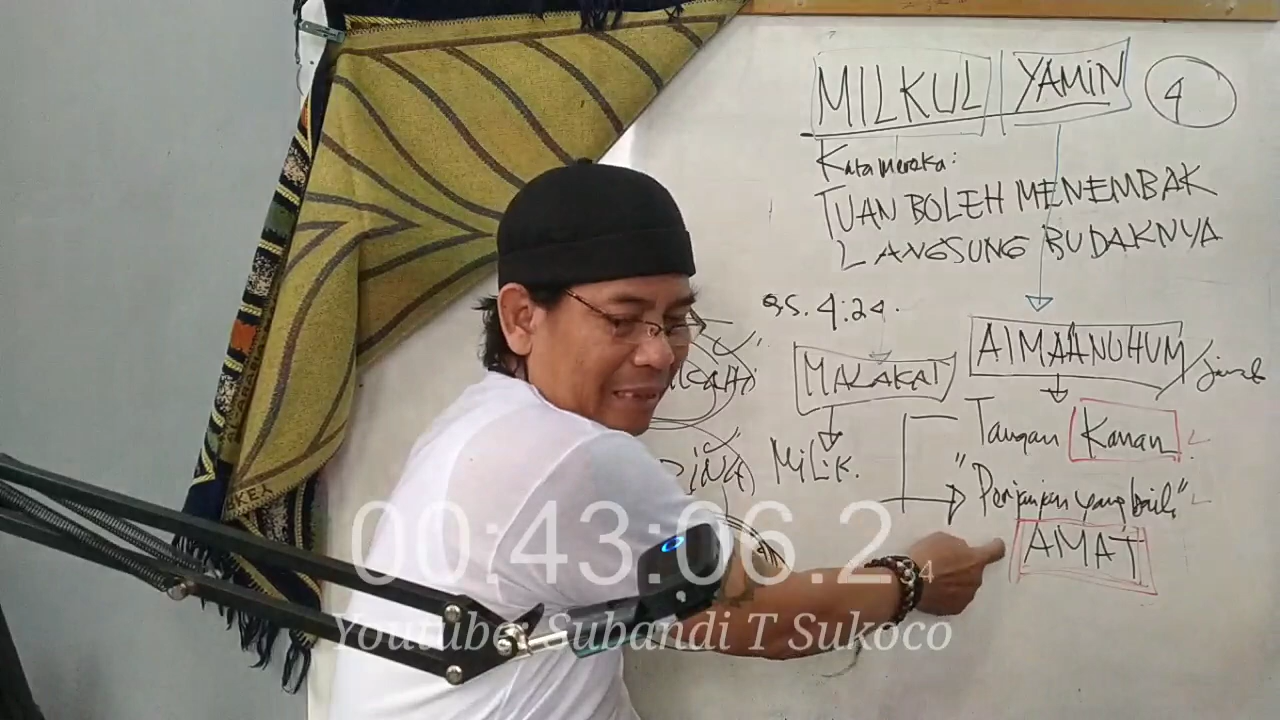 MILKUL YAMIN 4
Kata mereka:
TUAN BOLEH MENEMBAK
LANGSUNG BUDAKNYA
QS. 4:24.
MALAKAT
AIMAANUHUM
Tangan Kanan
MiLiK.
"Perjanjian yang baik"
AMAT
00:43:06.2
Youtube: Subandi T Sukoco